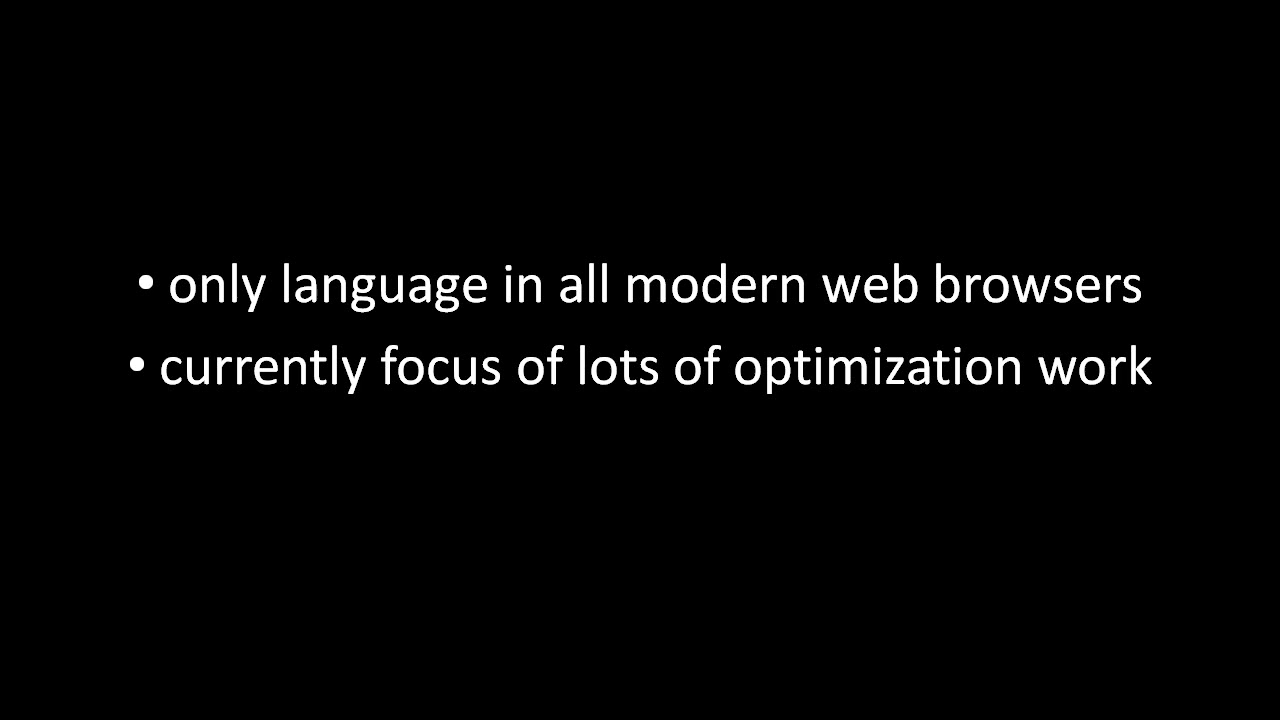 • only language in all modern web browsers
• currently focus of lots of optimization work